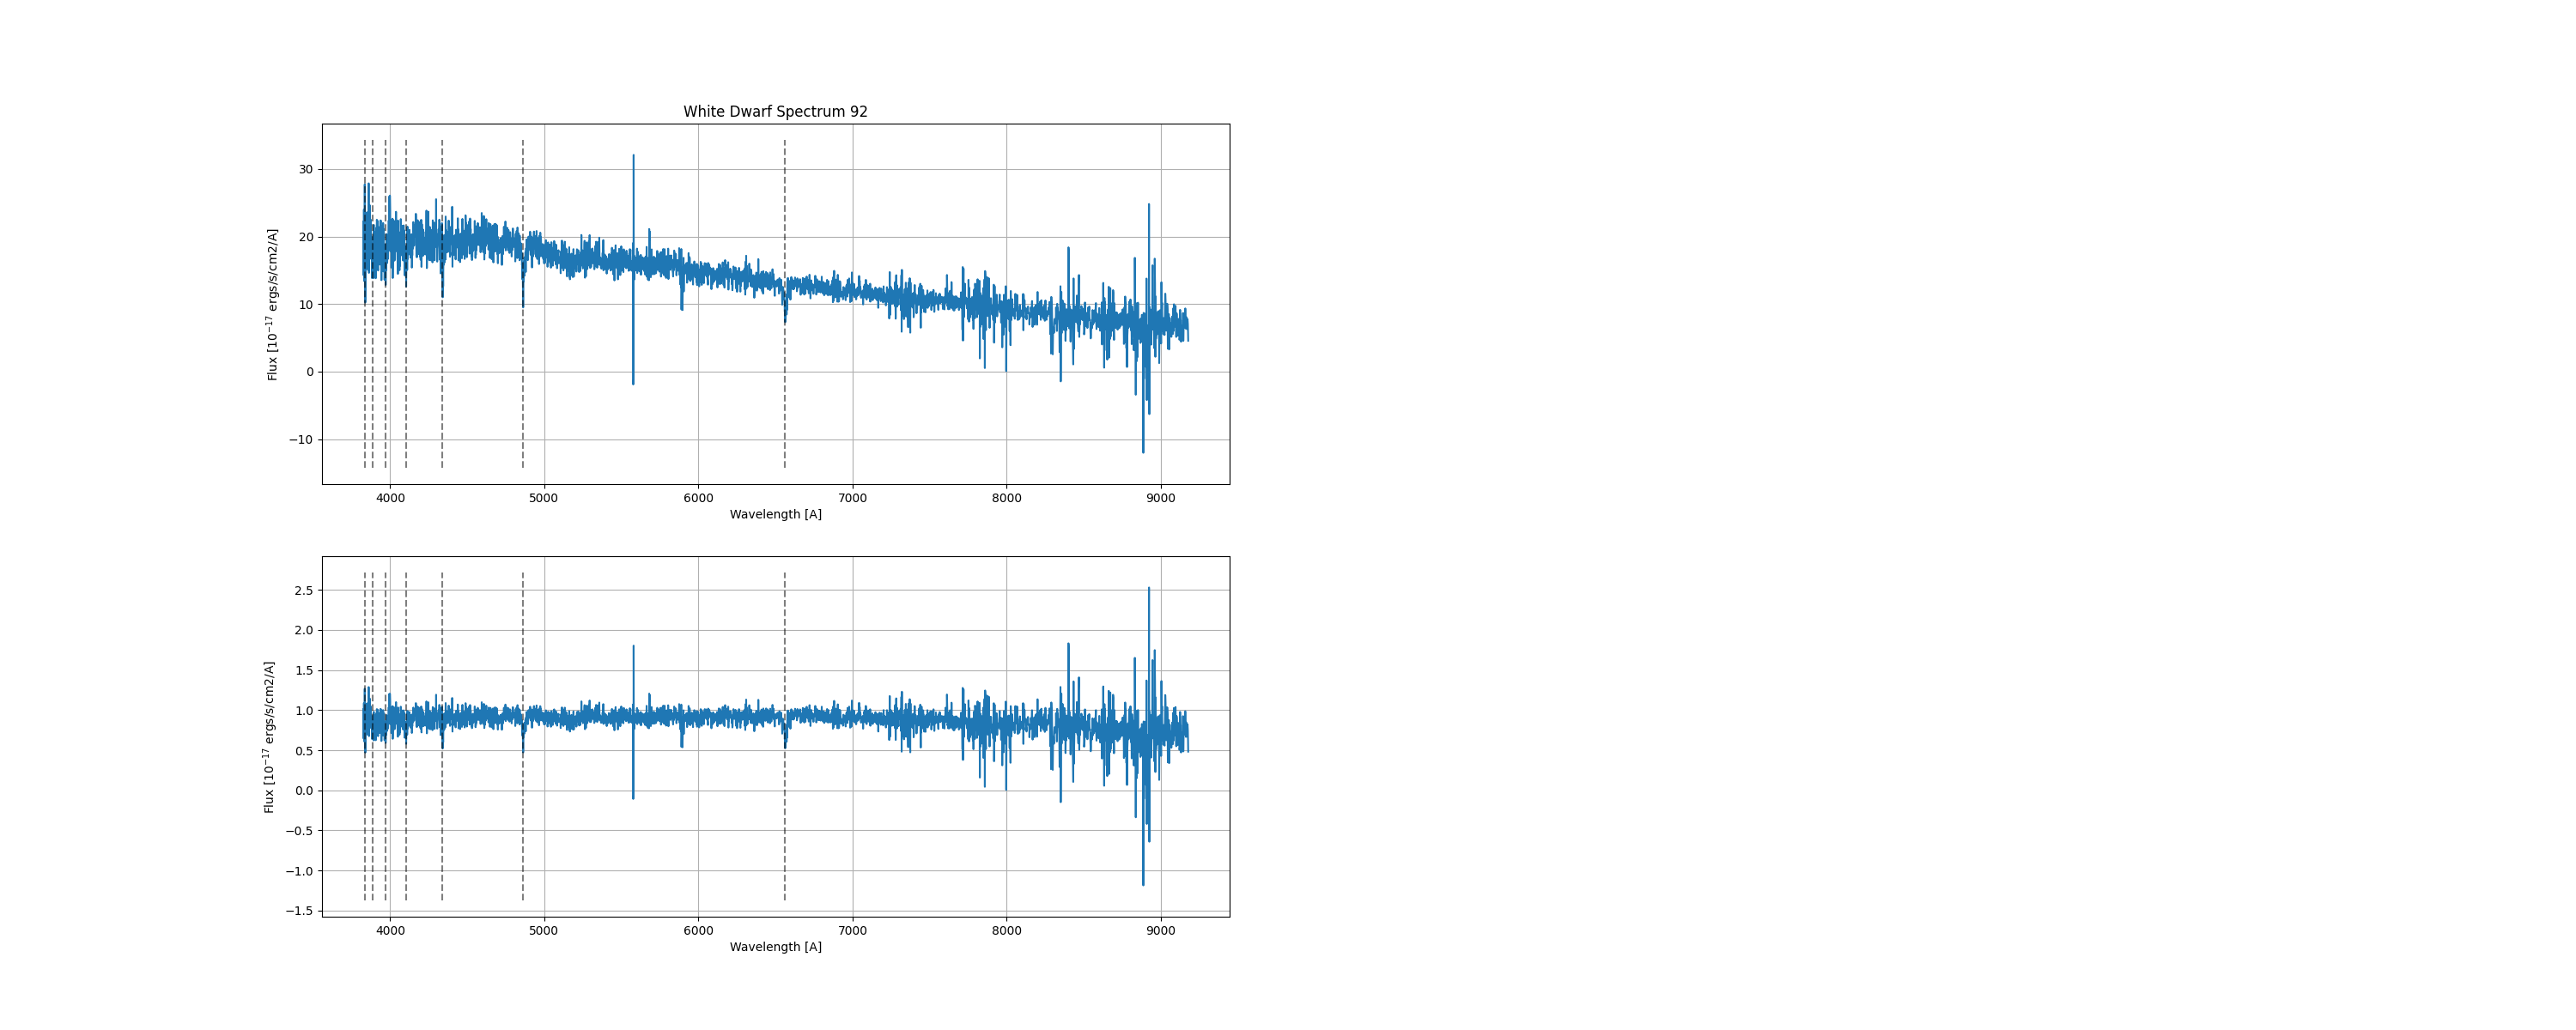 White Dwarf Spectrum 92
Flux [10⁻¹⁷ ergs/s/cm2/A]
30
20
10
0
−10
4000 5000 6000 7000 8000 9000
Wavelength [A]
Flux [10⁻¹⁷ ergs/s/cm2/A]
2.5
2.0
1.5
1.0
0.5
0.0
−0.5
−1.0
−1.5
4000 5000 6000 7000 8000 9000
Wavelength [A]